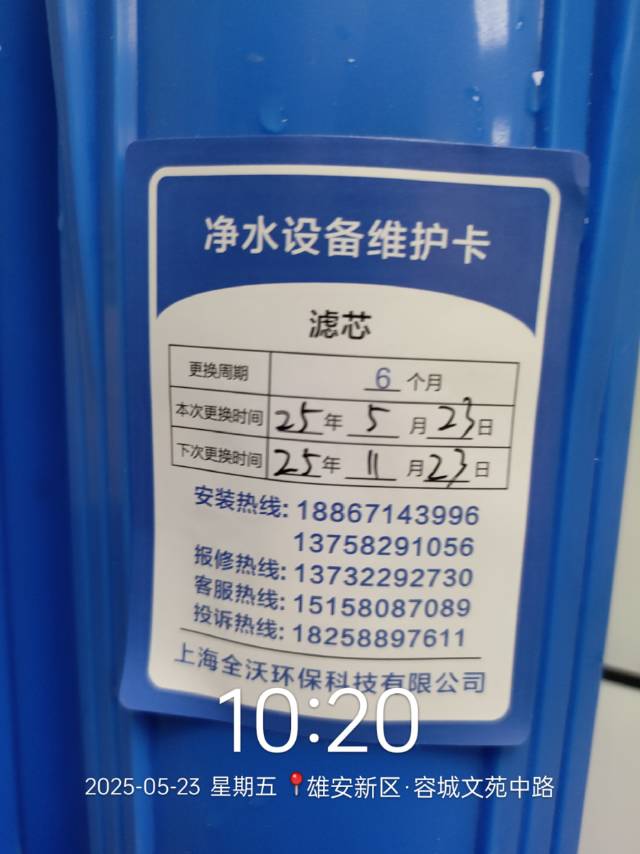 净水设备维护卡
滤芯
更换周期 6 个月
本次更换时间 25年 5 月 23日
下次更换时间 25年 11 月 23日
安装热线: 18867143996
13758291056
报修热线: 13732292730
客服热线: 15158087089
投诉热线: 18258897611
上海全沃环保科技有限公司
10:20
2025-05-23 星期五 📍雄安新区·容城文苑中路